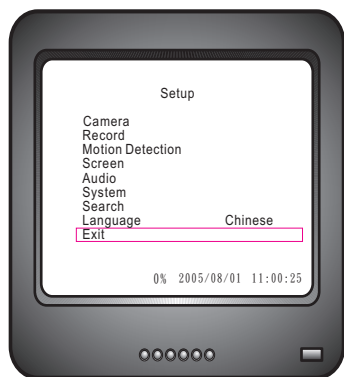 Setup
Camera
Record
Motion Detection
Screen
Audio
System
Search
Language Chinese
Exit
0% 2005/08/01 11:00:25